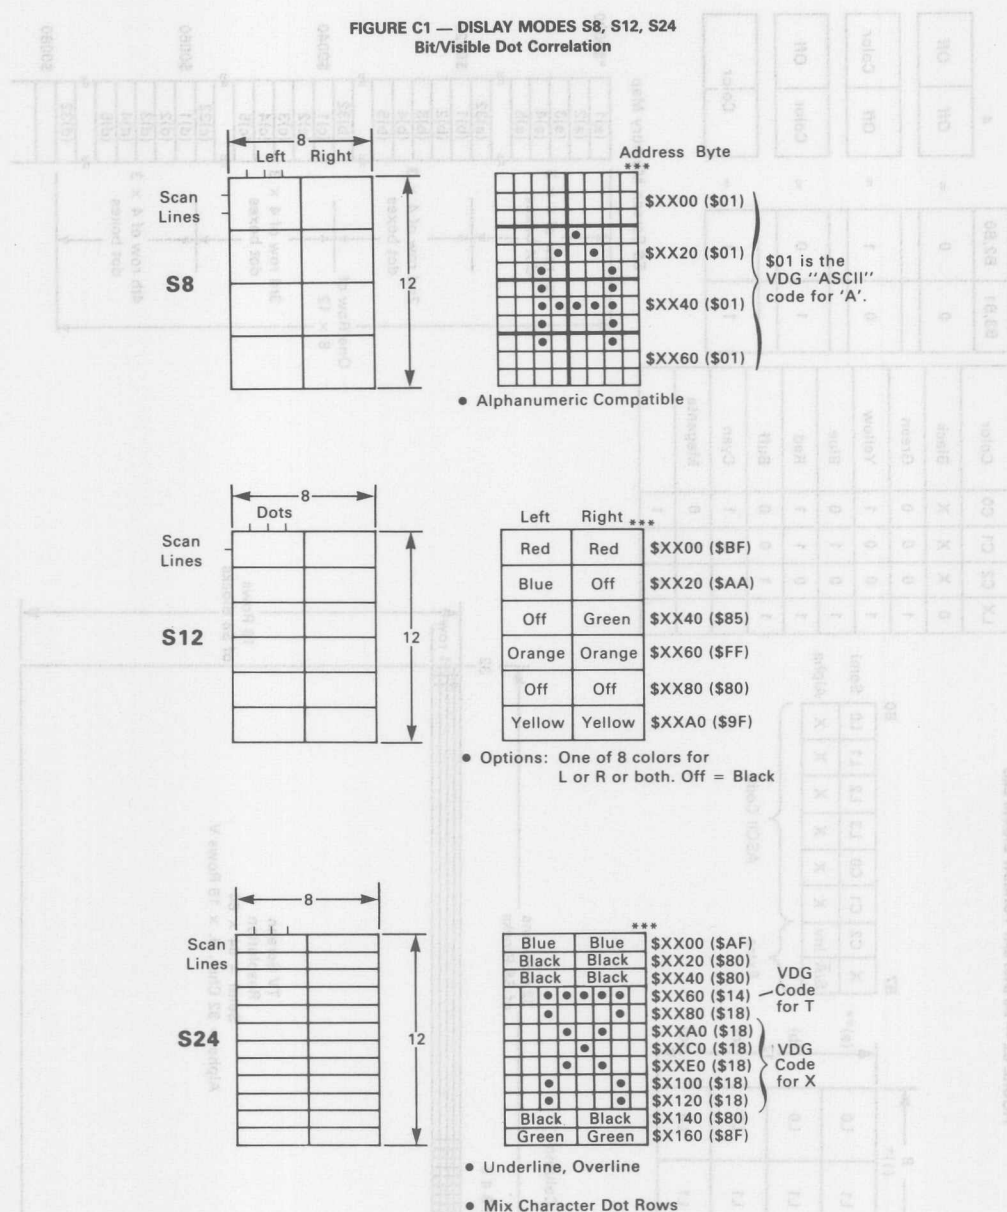 FIGURE C1 — DISLAY MODES S8, S12, S24
Bit/Visible Dot Correlation
8
Left Right
Scan
Lines
S8
12
Address Byte
***
$XX00 ($01)
$XX20 ($01)
$XX40 ($01)
$XX60 ($01)
$01 is the
VDG "ASCII"
code for 'A'.
● Alphanumeric Compatible
8
Dots
Scan
Lines
S12
12
Left Right ***
Red Red $XX00 ($BF)
Blue Off $XX20 ($AA)
Off Green $XX40 ($85)
Orange Orange $XX60 ($FF)
Off Off $XX80 ($80)
Yellow Yellow $XXA0 ($9F)
● Options: One of 8 colors for
L or R or both. Off = Black
8
Scan
Lines
S24
12
***
Blue Blue $XX00 ($AF)
Black Black $XX20 ($80)
Black Black $XX40 ($80)
$XX60 ($14)
$XX80 ($18)
$XXA0 ($18)
$XXC0 ($18)
$XXE0 ($18)
$X100 ($18)
$X120 ($18)
Black Black $X140 ($80)
Green Green $X160 ($8F)
VDG
Code
for T
VDG
Code
for X
● Underline, Overline
● Mix Character Dot Rows